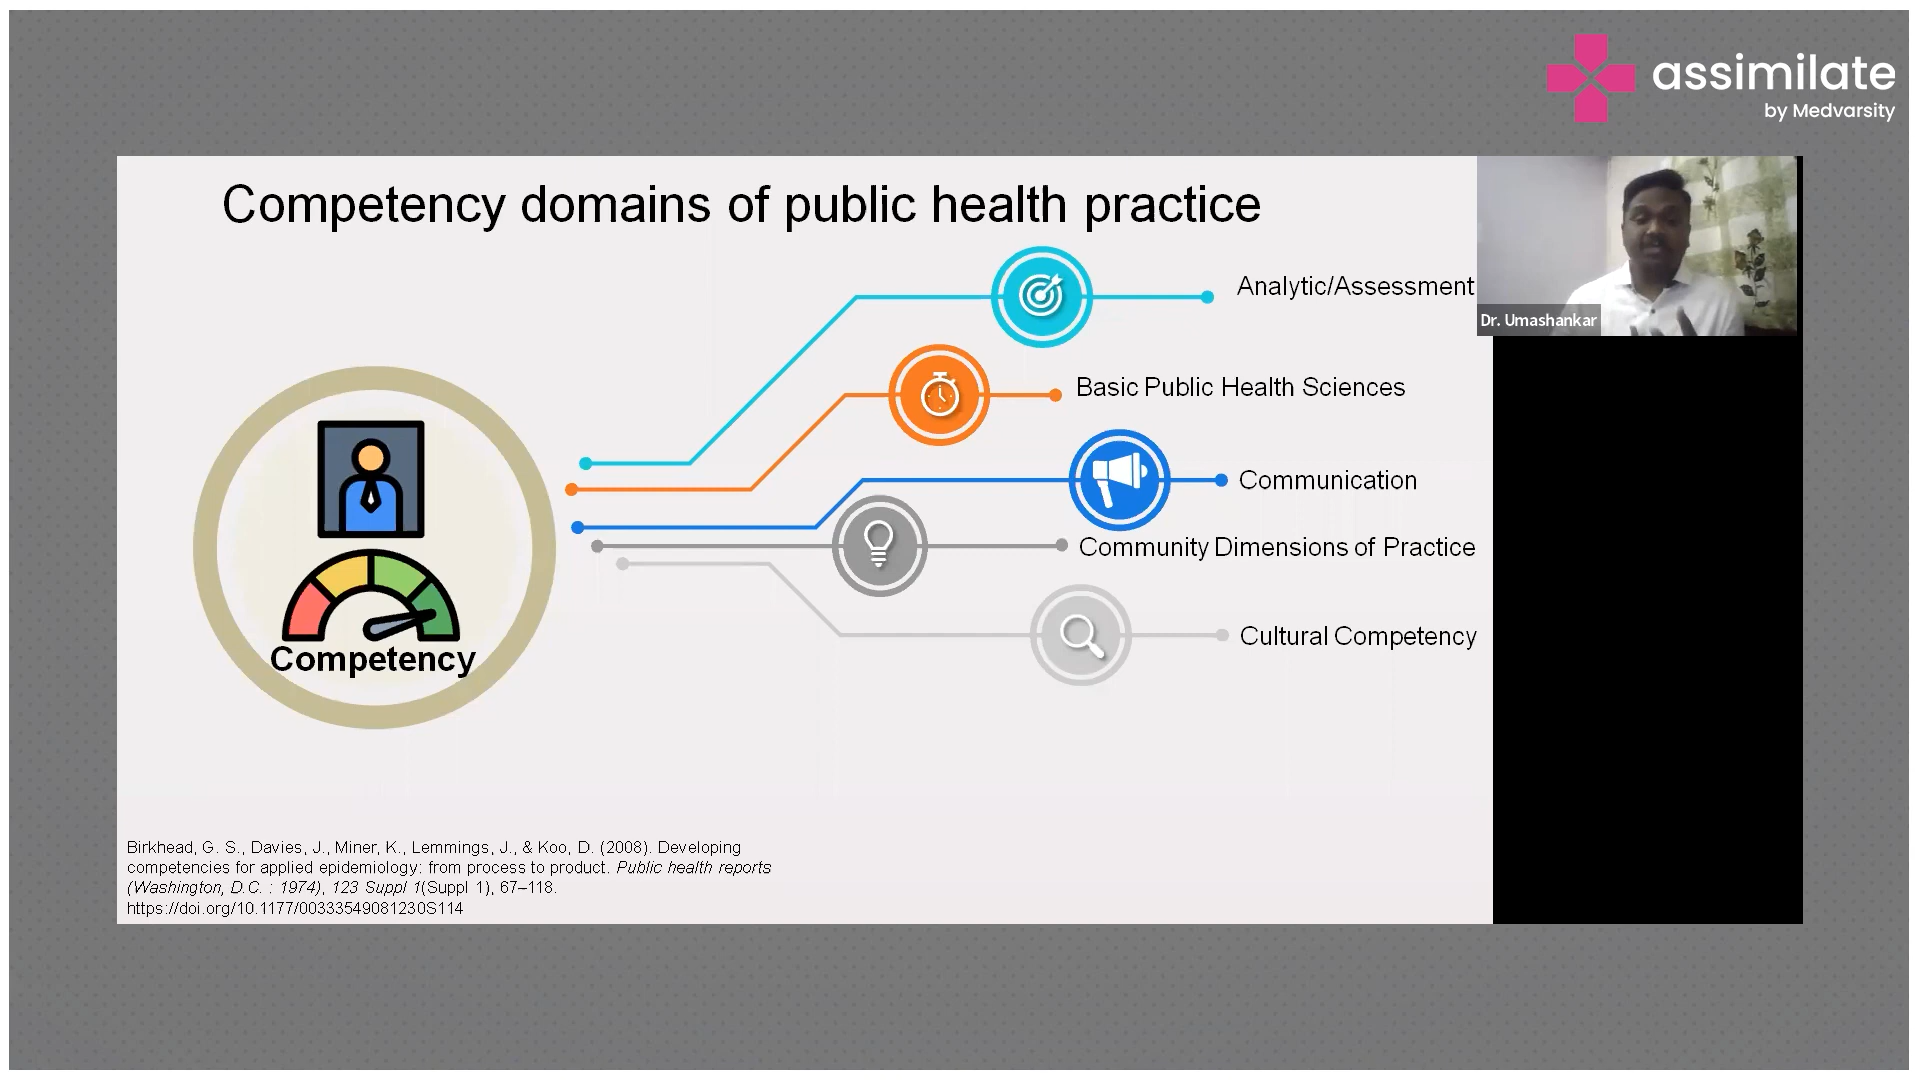 assimilate
by Medvarsity
Competency domains of public health practice
Dr. Umashankar
Analytic/Assessment
Basic Public Health Sciences
Communication
Community Dimensions of Practice
Cultural Competency
Competency
Birkhead, G. S., Davies, J., Miner, K., Lemmings, J., & Koo, D. (2008). Developing
competencies for applied epidemiology: from process to product. Public health reports
(Washington, D.C. : 1974), 123 Suppl 1(Suppl 1), 67–118.
https://doi.org/10.1177/00333549081230S114